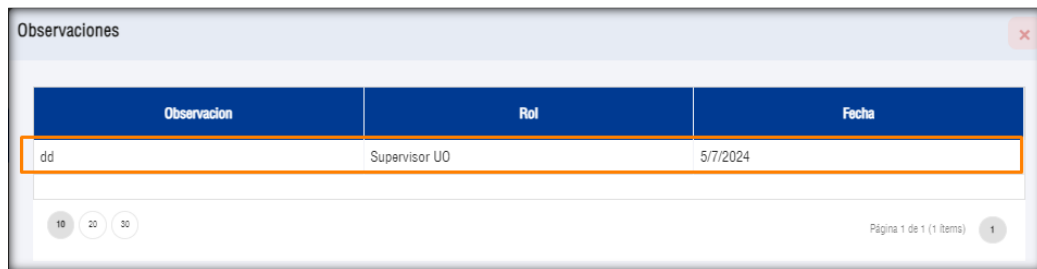 Observaciones
×
Observacion Rol Fecha
dd Supervisor UO 5/7/2024
10 20 30 Página 1 de 1 (1 ítems) 1